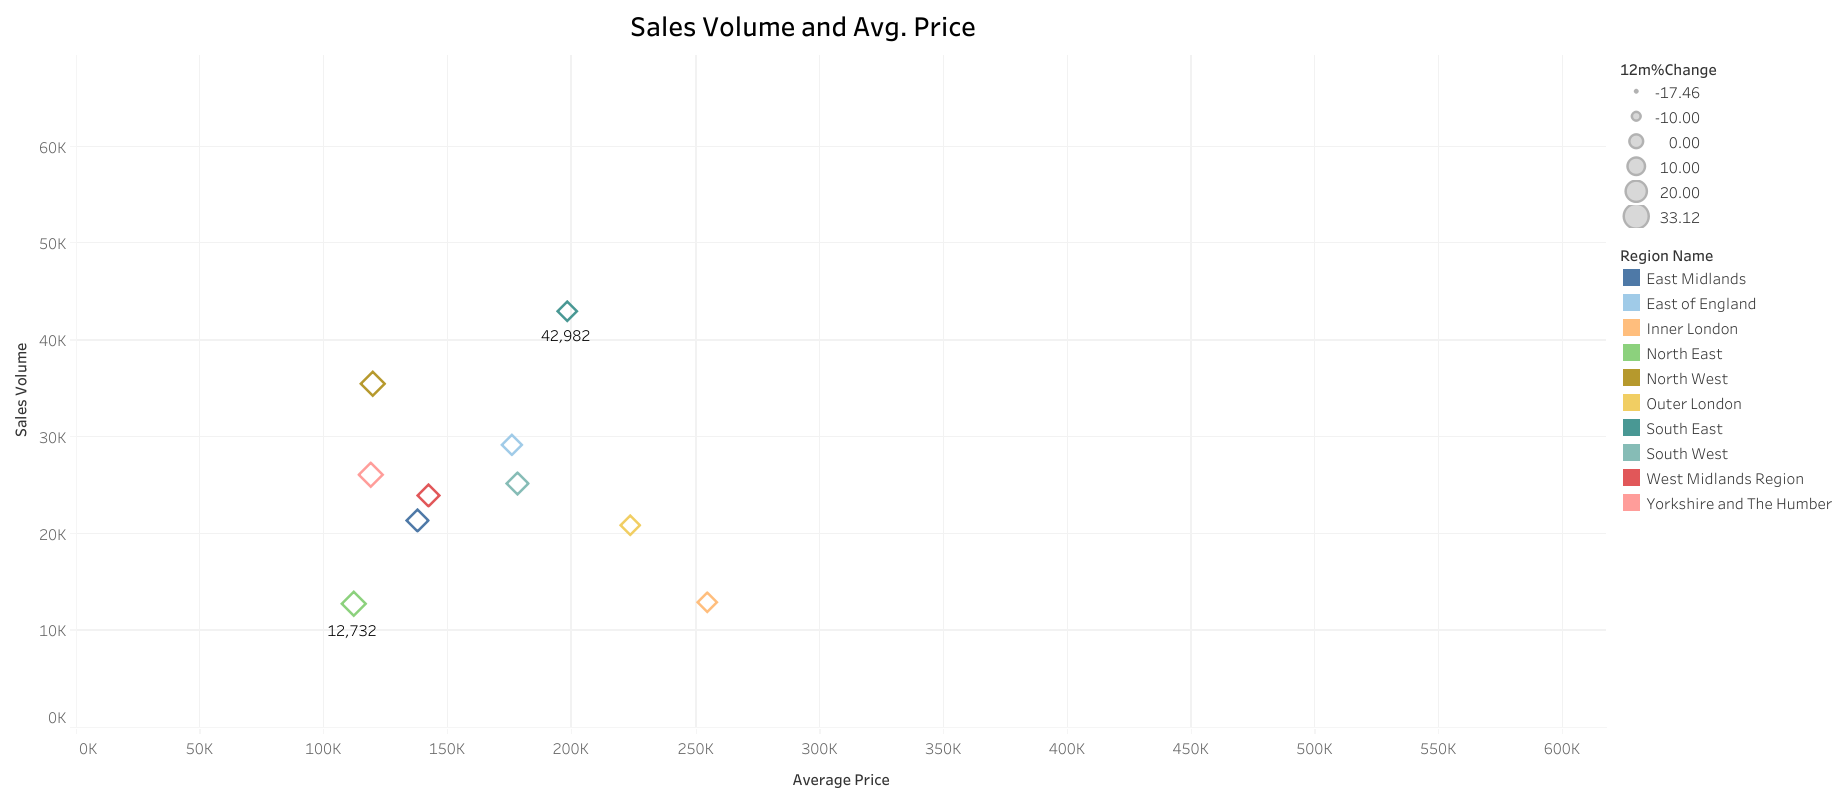 Sales Volume and Avg. Price
12m%Change
-17.46
-10.00
0.00
10.00
20.00
33.12
Region Name
East Midlands
East of England
Inner London
North East
North West
Outer London
South East
South West
West Midlands Region
Yorkshire and The Humber
Sales Volume
60K
50K
40K
30K
20K
10K
0K
42,982
12,732
0K 50K 100K 150K 200K 250K 300K 350K 400K 450K 500K 550K 600K
Average Price